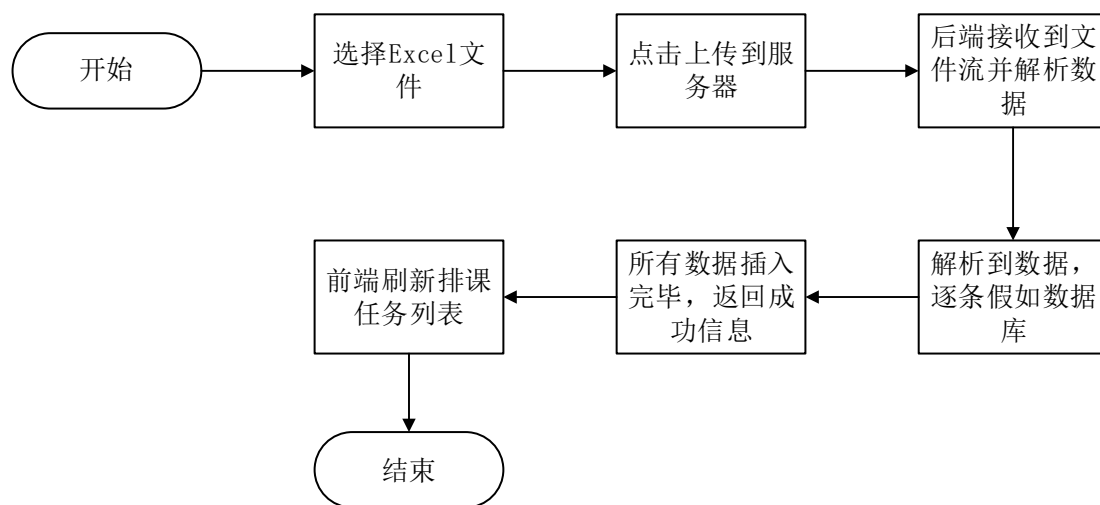 开始
选择Excel文
件
点击上传到服
务器
后端接收到文
件流并解析数
据
解析到数据，
逐条假如数据
库
所有数据插入
完毕，返回成
功信息
前端刷新排课
任务列表
结束